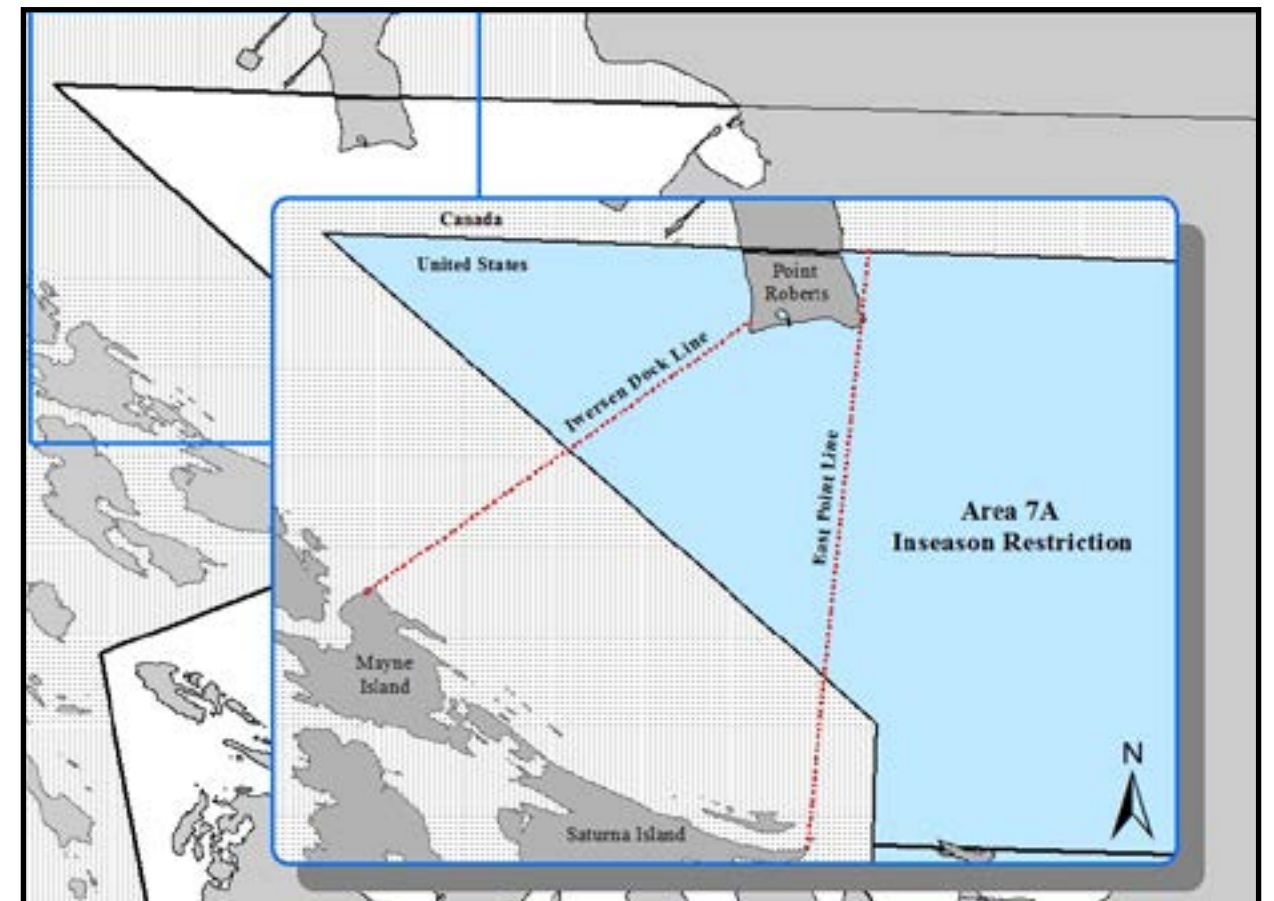 Canada
United States
Point
Roberts
Iwersen Dock Line
East Point Line
Area 7A
Inseason Restriction
Mayne
Island
N
Saturna Island